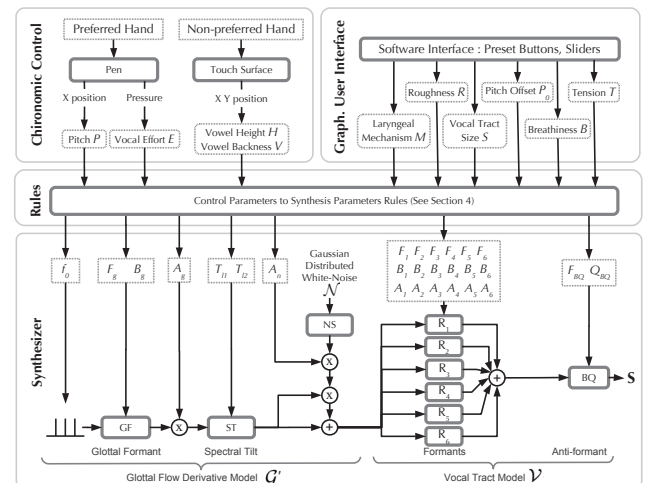 Chironomic Control
Preferred Hand
Non-preferred Hand
Pen
Touch Surface
X position
Pressure
X Y position
Pitch P
Vocal Effort E
Vowel Height H
Vowel Backness V
Graph. User Interface
Software Interface : Preset Buttons, Sliders
Roughness R
Pitch Offset P0
Tension T
Laryngeal
Mechanism M
Vocal Tract
Size S
Breathiness B
Rules
Control Parameters to Synthesis Parameters Rules (See Section 4)
Synthesizer
f0
Fg Bg
Ag
Tl1 Tl2
An
Gaussian
Distributed
White-Noise
N
F1 F2 F3 F4 F5 F6
B1 B2 B3 B4 B5 B6
A1 A2 A3 A4 A5 A6
FBQ QBQ
NS
R1
R2
R3
R4
R5
R6
x
x
GF
x
ST
+
+
BQ
S
Glottal Formant
Spectral Tilt
Formants
Anti-formant
Glottal Flow Derivative Model G'
Vocal Tract Model V